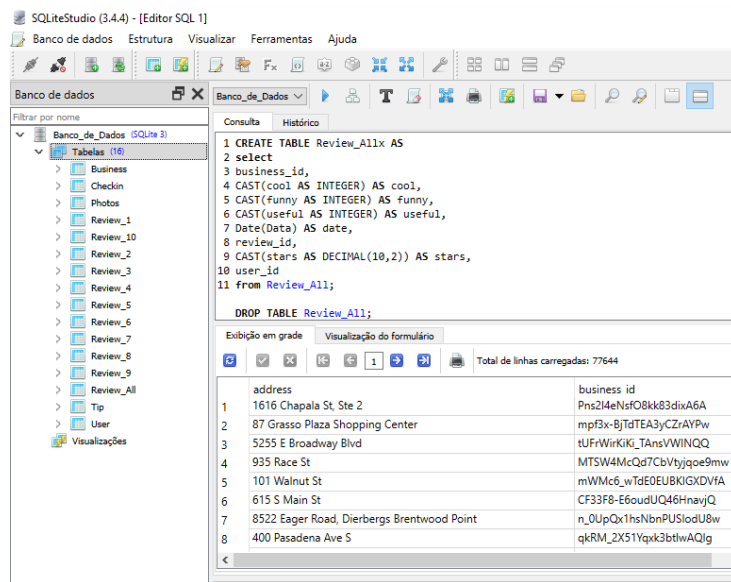 SQLiteStudio (3.4.4) - [Editor SQL 1]
Banco de dados Estrutura Visualizar Ferramentas Ajuda
Banco de dados
Filtrar por nome
Banco_de_Dados (SQLite 3)
Tabelas (16)
Business
Checkin
Photos
Review_1
Review_10
Review_2
Review_3
Review_4
Review_5
Review_6
Review_7
Review_8
Review_9
Review_All
Tip
User
Visualizações
Banco_de_Dados
Consulta Histórico
1 CREATE TABLE Review_Allx AS
2 select
3 business_id,
4 CAST(cool AS INTEGER) AS cool,
5 CAST(funny AS INTEGER) AS funny,
6 CAST(useful AS INTEGER) AS useful,
7 Date(Data) AS date,
8 review_id,
9 CAST(stars AS DECIMAL(10,2)) AS stars,
10 user_id
11 from Review_All;
DROP TABLE Review_All;
Exibição em grade Visualização do formulário
1 Total de linhas carregadas: 77644
address business id
1 1616 Chapala St, Ste 2 Pns2l4eNsfO8kk83dixA6A
2 87 Grasso Plaza Shopping Center mpf3x-BjTdTEA3yCZrAYPw
3 5255 E Broadway Blvd tUFrWirKiKi_TAnsVWINQQ
4 935 Race St MTSW4McQd7CbVtyjqoe9mw
5 101 Walnut St mWMc6_wTdE0EUBKIGXDVfA
6 615 S Main St CF33F8-E6oudUQ46HnavjQ
7 8522 Eager Road, Dierbergs Brentwood Point n_0UpQx1hsNbnPUSlodU8w
8 400 Pasadena Ave S qkRM_2X51Yqxk3btlwAQIg